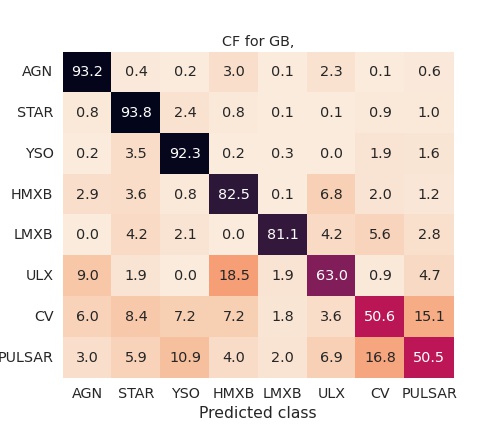 CF for GB,
AGN 93.2 0.4 0.2 3.0 0.1 2.3 0.1 0.6
STAR 0.8 93.8 2.4 0.8 0.1 0.1 0.9 1.0
YSO 0.2 3.5 92.3 0.2 0.3 0.0 1.9 1.6
HMXB 2.9 3.6 0.8 82.5 0.1 6.8 2.0 1.2
LMXB 0.0 4.2 2.1 0.0 81.1 4.2 5.6 2.8
ULX 9.0 1.9 0.0 18.5 1.9 63.0 0.9 4.7
CV 6.0 8.4 7.2 7.2 1.8 3.6 50.6 15.1
PULSAR 3.0 5.9 10.9 4.0 2.0 6.9 16.8 50.5
AGN STAR YSO HMXB LMXB ULX CV PULSAR
Predicted class